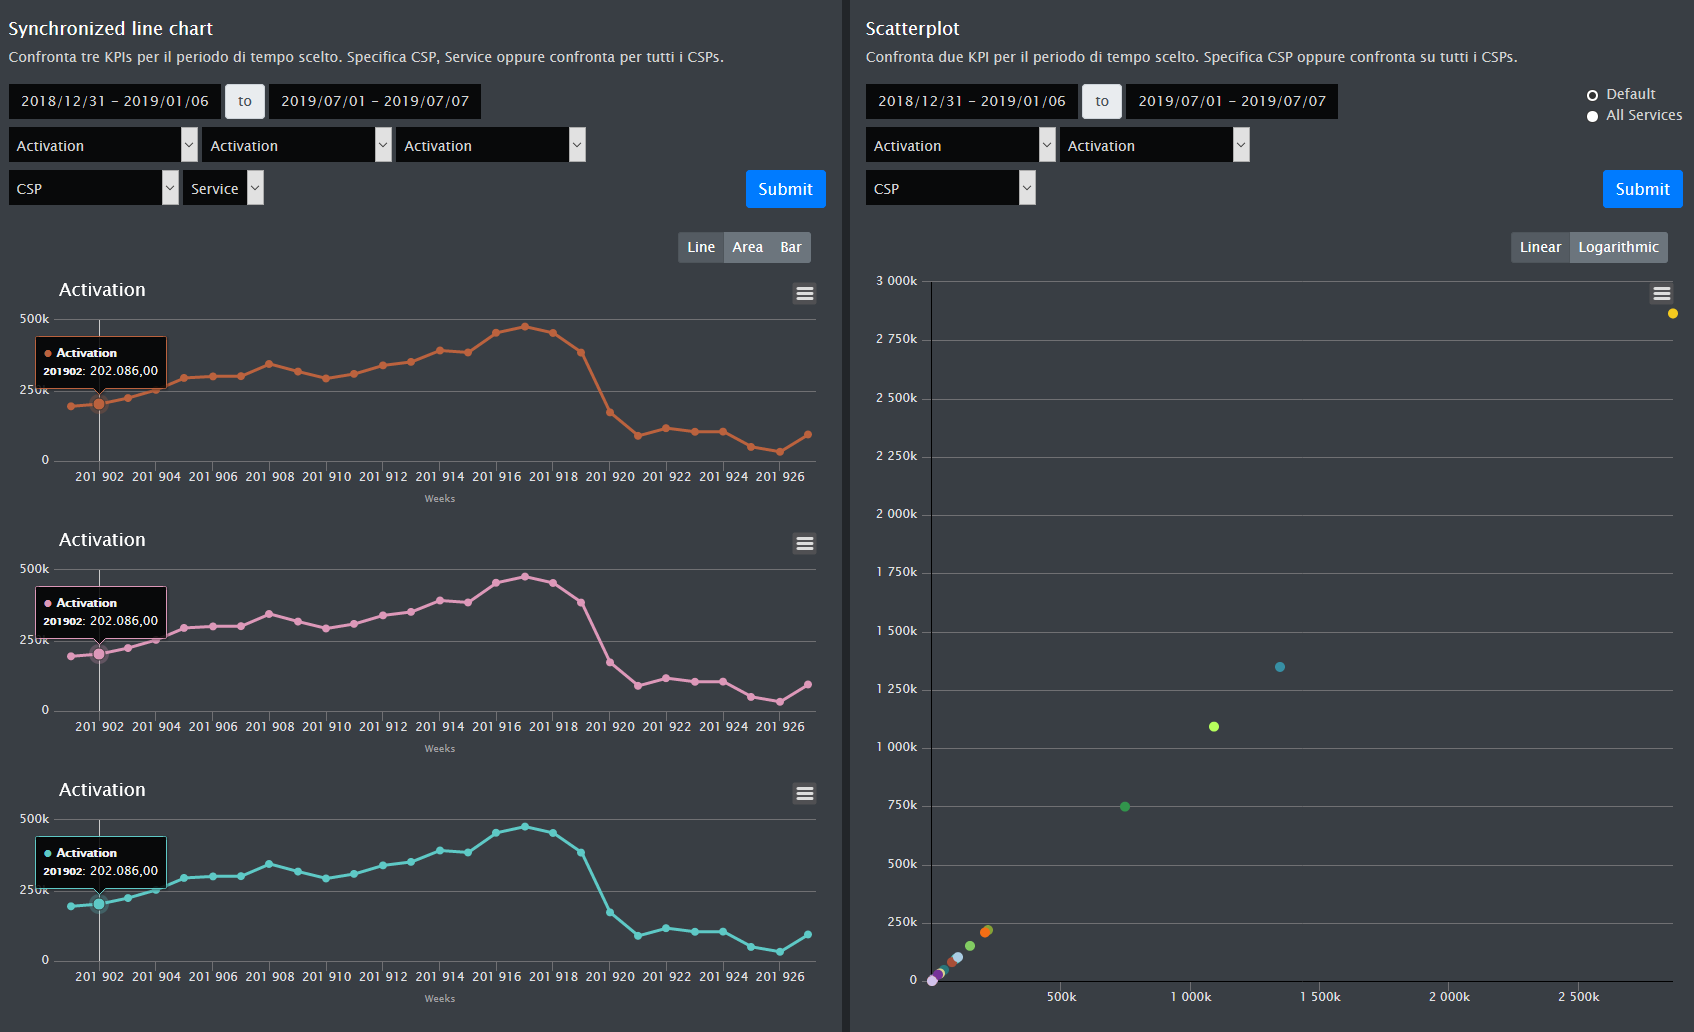 Synchronized line chart
Confronta tre KPIs per il periodo di tempo scelto. Specifica CSP, Service oppure confronta per tutti i CSPs.
2018/12/31 - 2019/01/06 to 2019/07/01 - 2019/07/07
Activation Activation Activation
CSP Service Submit
Line Area Bar
Activation
500k
Activation
201902: 202.086,00
250k
0
201 902 201 904 201 906 201 908 201 910 201 912 201 914 201 916 201 918 201 920 201 922 201 924 201 926
Weeks
Activation
500k
Activation
201902: 202.086,00
250k
0
201 902 201 904 201 906 201 908 201 910 201 912 201 914 201 916 201 918 201 920 201 922 201 924 201 926
Weeks
Activation
500k
Activation
201902: 202.086,00
250k
0
201 902 201 904 201 906 201 908 201 910 201 912 201 914 201 916 201 918 201 920 201 922 201 924 201 926
Weeks
Scatterplot
Confronta due KPI per il periodo di tempo scelto. Specifica CSP oppure confronta su tutti i CSPs.
2018/12/31 - 2019/01/06 to 2019/07/01 - 2019/07/07
Default
All Services
Activation Activation
CSP Submit
Linear Logarithmic
3 000k
2 750k
2 500k
2 250k
2 000k
1 750k
1 500k
1 250k
1 000k
750k
500k
250k
0
500k 1 000k 1 500k 2 000k 2 500k